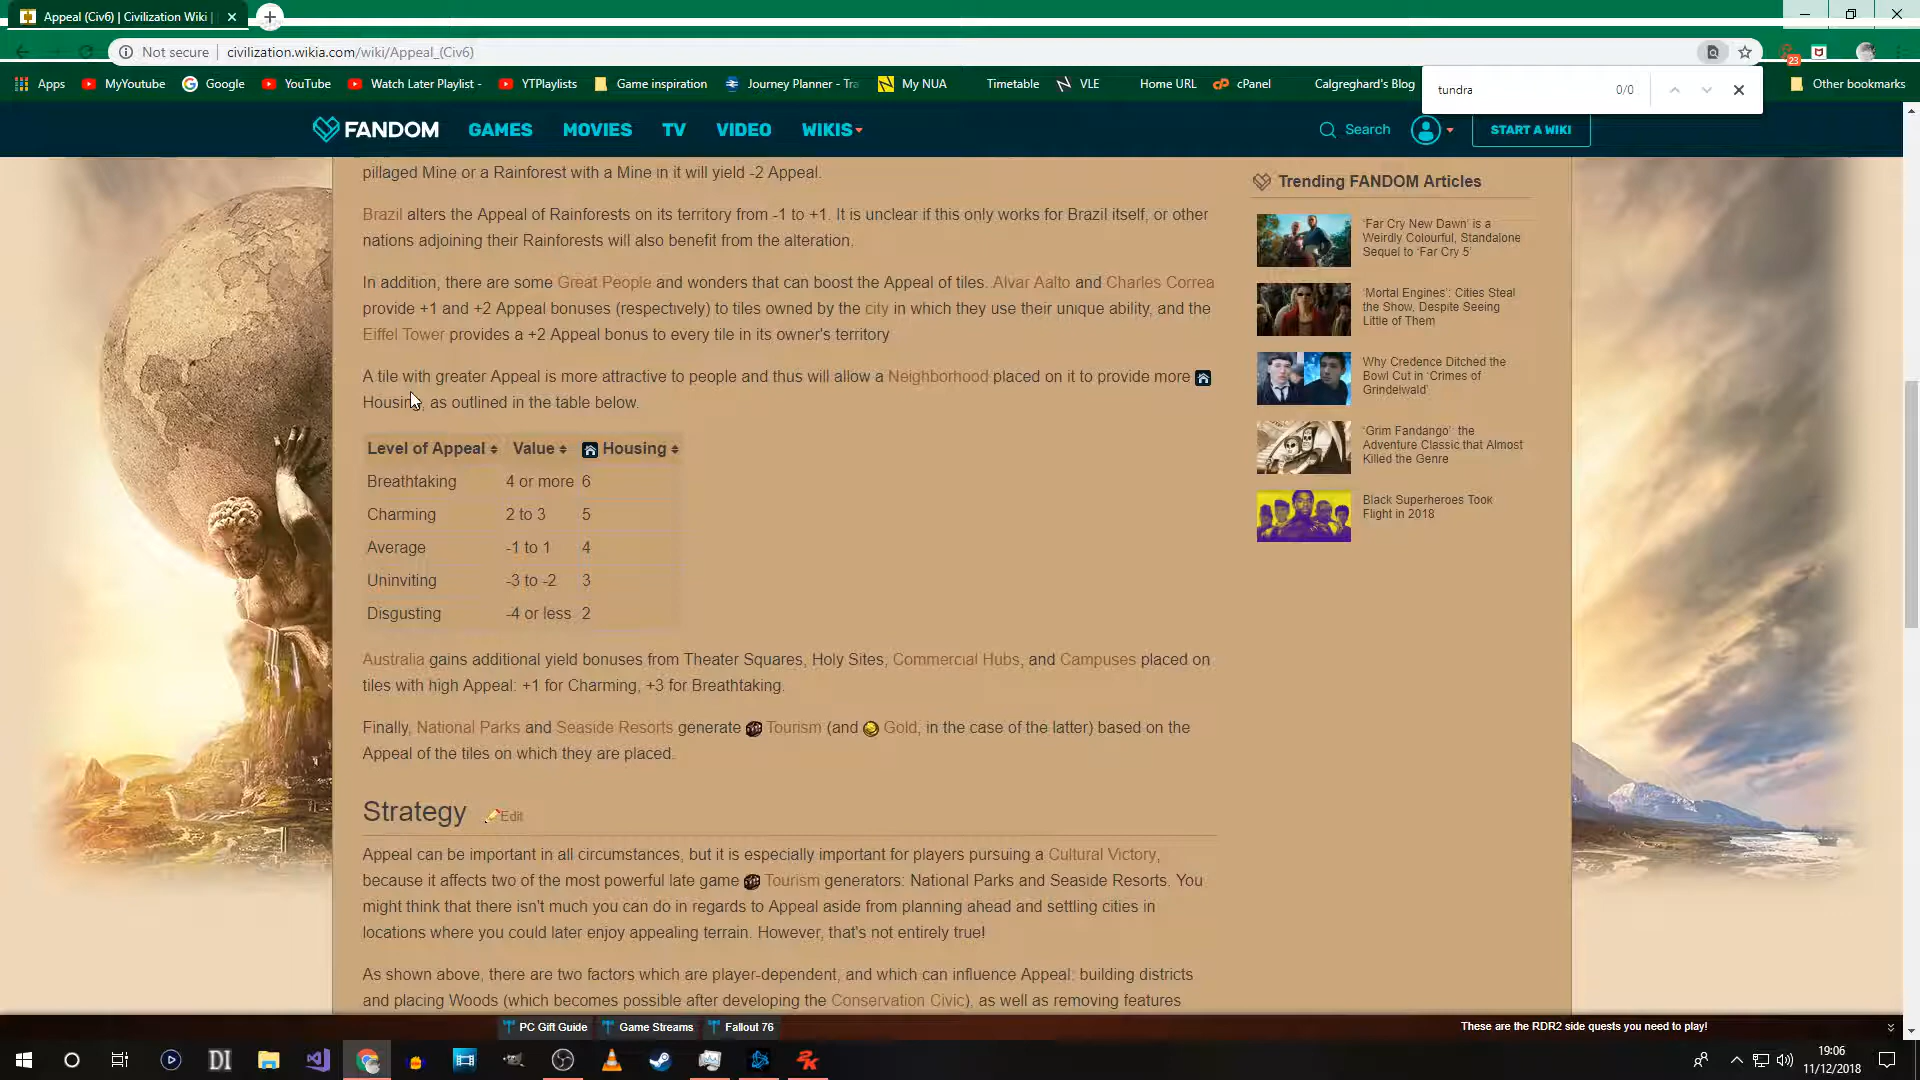 Appeal (Civ6) | Civilization Wiki |
Not secure | civilization.wikia.com/wiki/Appeal_(Civ6)
23
Apps MyYoutube Google YouTube Watch Later Playlist - YTPlaylists Game inspiration Journey Planner - Tra My NUA Timetable VLE Home URL cPanel Calgreghard's Blog Other bookmarks
tundra 0/0
FANDOM GAMES MOVIES TV VIDEO WIKIS Search START A WIKI
pillaged Mine or a Rainforest with a Mine in it will yield -2 Appeal.
Brazil alters the Appeal of Rainforests on its territory from -1 to +1. It is unclear if this only works for Brazil itself, or other
nations adjoining their Rainforests will also benefit from the alteration.
In addition, there are some Great People and wonders that can boost the Appeal of tiles. Alvar Aalto and Charles Correa
provide +1 and +2 Appeal bonuses (respectively) to tiles owned by the city in which they use their unique ability, and the
Eiffel Tower provides a +2 Appeal bonus to every tile in its owner's territory
A tile with greater Appeal is more attractive to people and thus will allow a Neighborhood placed on it to provide more
Housing, as outlined in the table below.
Level of Appeal Value Housing
Breathtaking 4 or more 6
Charming 2 to 3 5
Average -1 to 1 4
Uninviting -3 to -2 3
Disgusting -4 or less 2
Australia gains additional yield bonuses from Theater Squares, Holy Sites, Commercial Hubs, and Campuses placed on
tiles with high Appeal: +1 for Charming, +3 for Breathtaking.
Finally, National Parks and Seaside Resorts generate Tourism (and Gold, in the case of the latter) based on the
Appeal of the tiles on which they are placed.
Strategy Edit
Appeal can be important in all circumstances, but it is especially important for players pursuing a Cultural Victory,
because it affects two of the most powerful late game Tourism generators: National Parks and Seaside Resorts. You
might think that there isn't much you can do in regards to Appeal aside from planning ahead and settling cities in
locations where you could later enjoy appealing terrain. However, that's not entirely true!
As shown above, there are two factors which are player-dependent, and which can influence Appeal: building districts
and placing Woods (which becomes possible after developing the Conservation Civic), as well as removing features
Trending FANDOM Articles
'Far Cry New Dawn' is a
Weirdly Colourful, Standalone
Sequel to 'Far Cry 5'
'Mortal Engines': Cities Steal
the Show, Despite Seeing
Little of Them
Why Credence Ditched the
Bowl Cut in 'Crimes of
Grindelwald'
'Grim Fandango' the
Adventure Classic that Almost
Killed the Genre
Black Superheroes Took
Flight in 2018
PC Gift Guide Game Streams Fallout 76 These are the RDR2 side quests you need to play!
DI
2K
19:06
11/12/2018